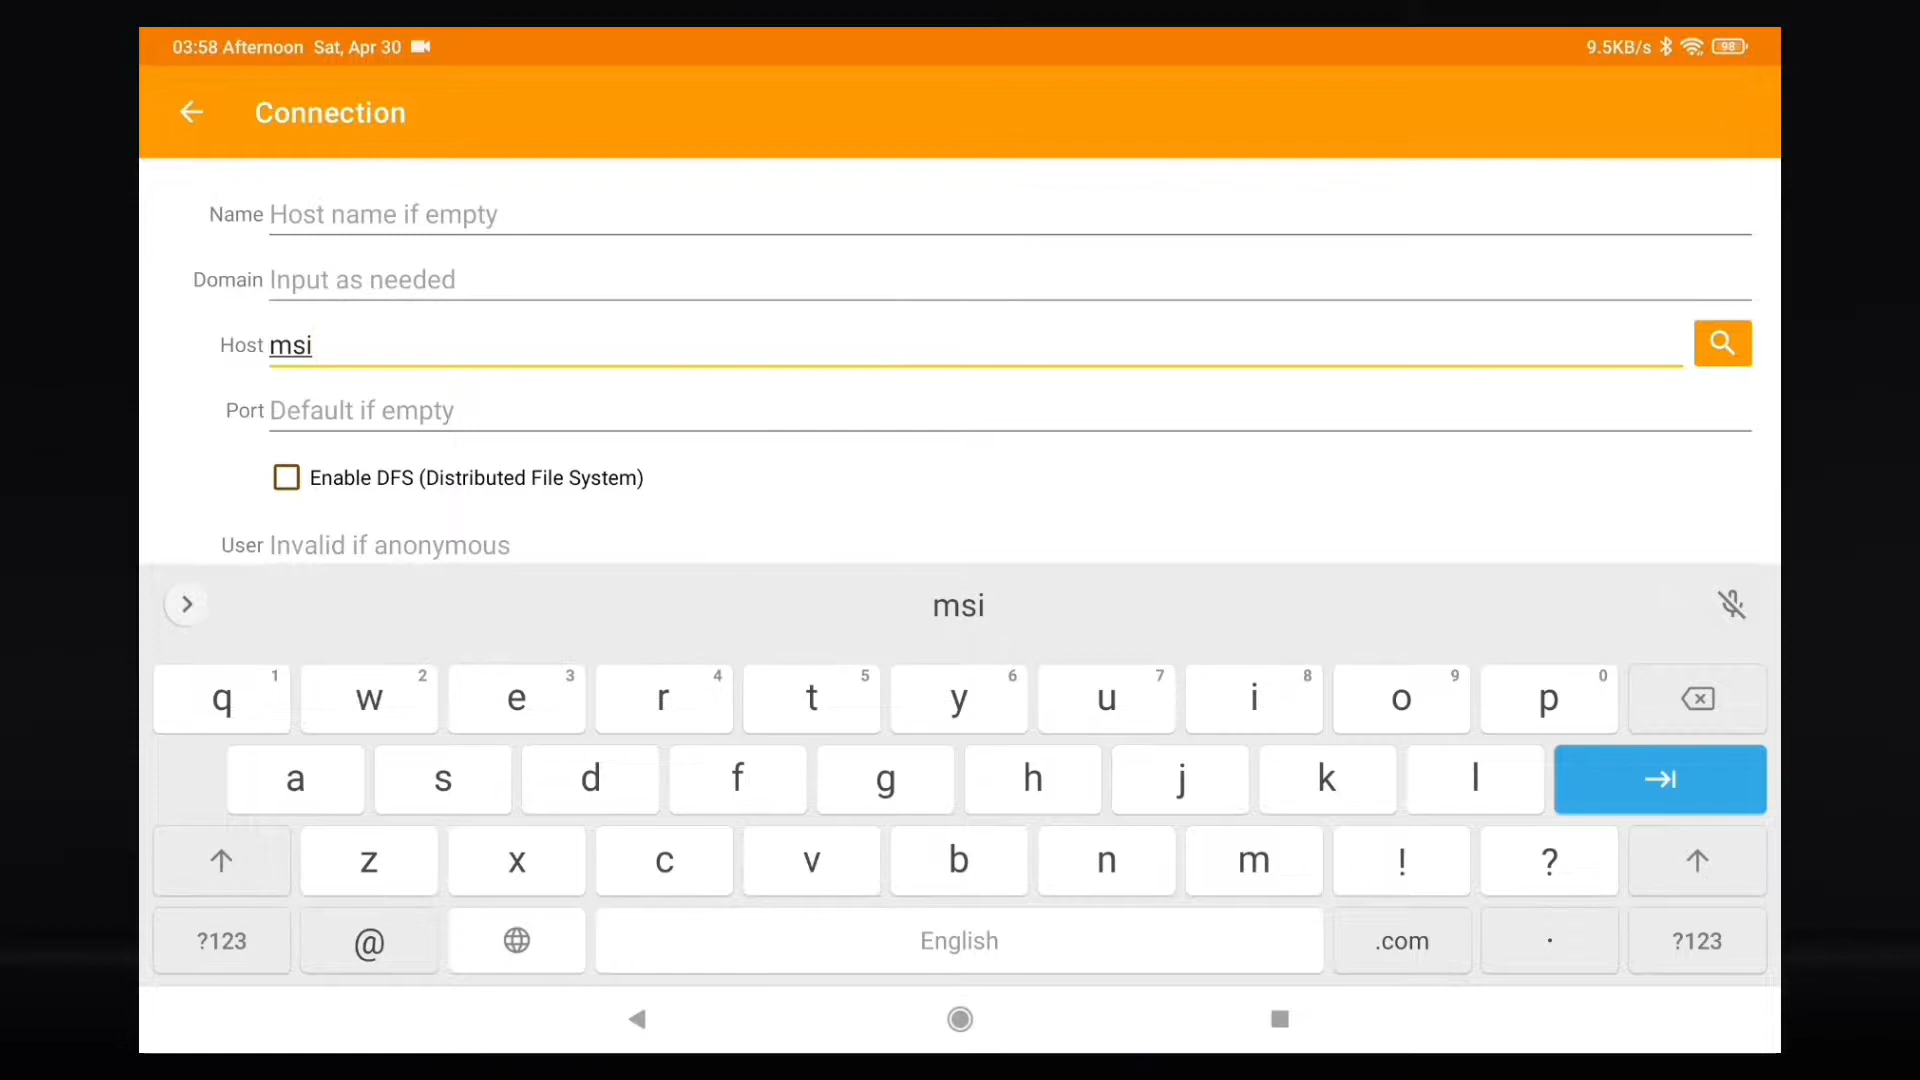 03:58 Afternoon Sat, Apr 30
9.5KB/s 98
Connection
Name Host name if empty
Domain Input as needed
Host msi
Port Default if empty
Enable DFS (Distributed File System)
User Invalid if anonymous
msi
q 1 w 2 e 3 r 4 t 5 y 6 u 7 i 8 o 9 p 0
a s d f g h j k l
z x c v b n m ! ?
?123 @ English .com . ?123